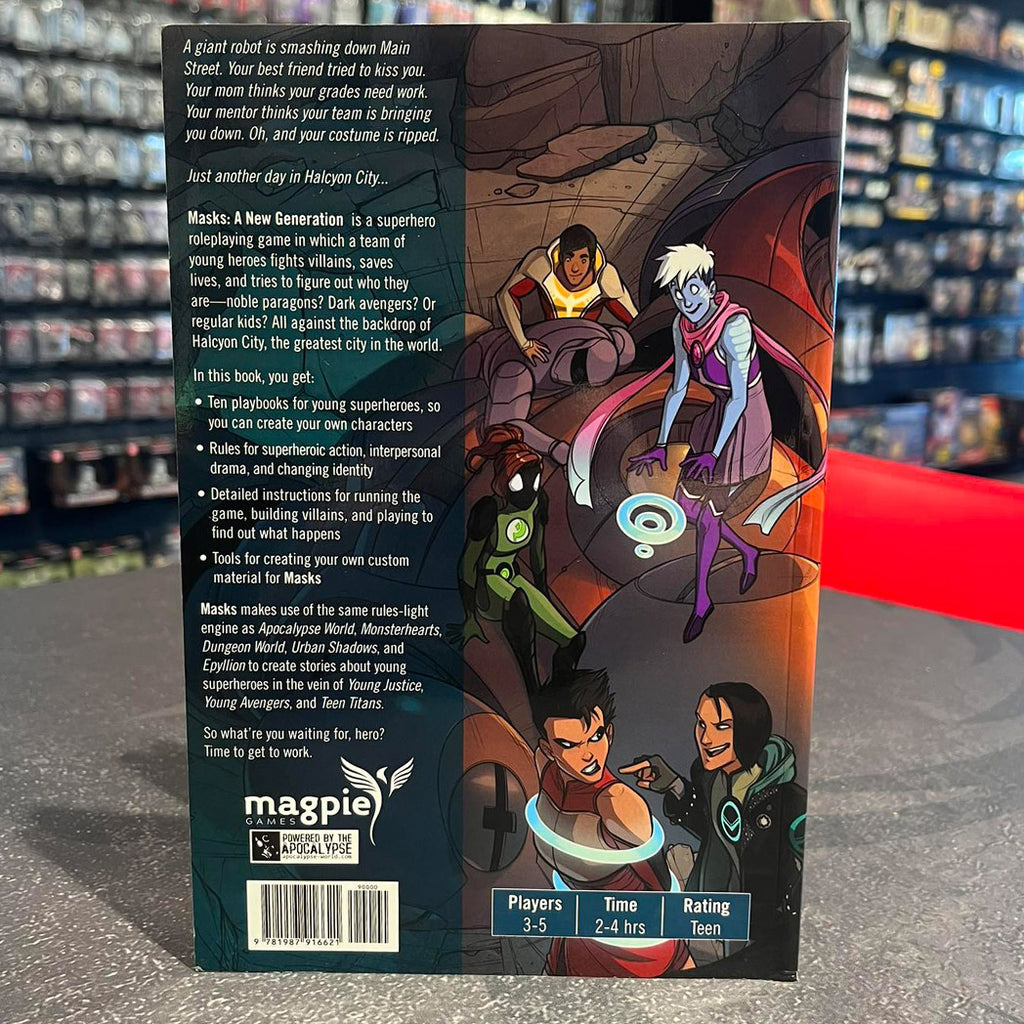 A giant robot is smashing down Main
Street. Your best friend tried to kiss you.
Your mom thinks your grades need work.
Your mentor thinks your team is bringing
you down. Oh, and your costume is ripped.
Just another day in Halcyon City...
Masks: A New Generation is a superhero
roleplaying game in which a team of
young heroes fights villains, saves
lives, and tries to figure out who they
are—noble paragons? Dark avengers? Or
regular kids? All against the backdrop of
Halcyon City, the greatest city in the world.
In this book, you get:
• Ten playbooks for young superheroes, so
you can create your own characters
• Rules for superheroic action, interpersonal
drama, and changing identity
• Detailed instructions for running the
game, building villains, and playing to
find out what happens
• Tools for creating your own custom
material for Masks
Masks makes use of the same rules-light
engine as Apocalypse World, Monsterhearts,
Dungeon World, Urban Shadows, and
Epyllion to create stories about young
superheroes in the vein of Young Justice,
Young Avengers, and Teen Titans.
So what're you waiting for, hero?
Time to get to work.
magpie
GAMES
POWERED BY THE
APOCALYPSE
apocalypse-world.com
90000
9 781987 916621
Players
3-5
Time
2-4 hrs
Rating
Teen